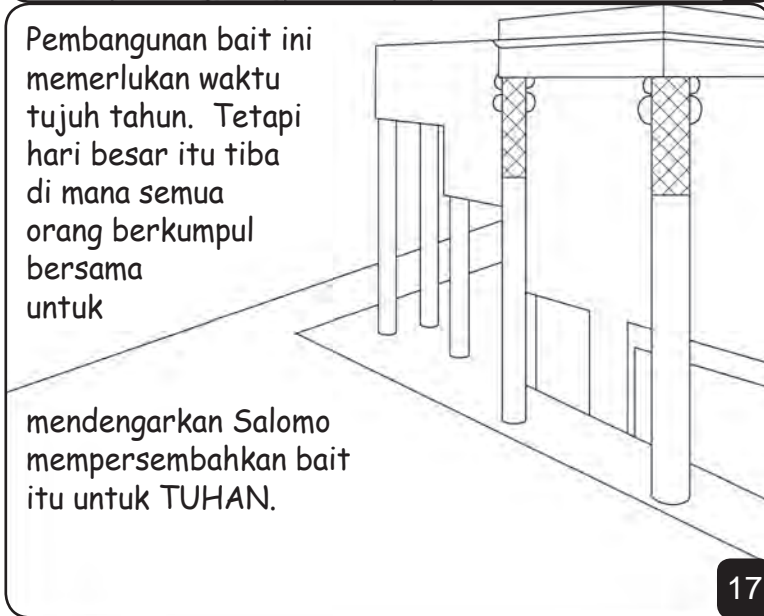 Pembangunan bait ini
memerlukan waktu
tujuh tahun.  Tetapi
hari besar itu tiba
di mana semua
orang berkumpul
bersama
untuk
mendengarkan Salomo
mempersembahkan bait
itu untuk TUHAN.
17